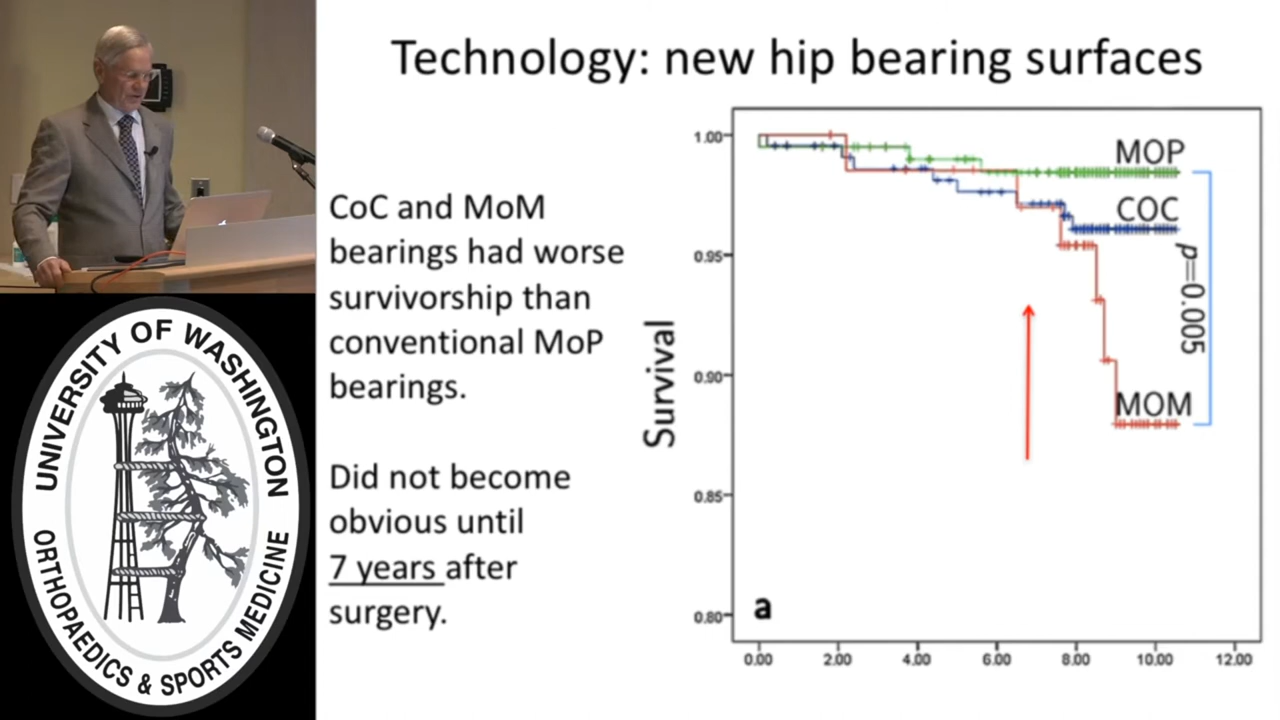 Technology: new hip bearing surfaces
CoC and MoM
bearings had worse
survivorship than
conventional MoP
bearings.
Did not become
obvious until
7 years after
surgery.
Survival
1.00
0.95
0.90
0.85
0.80
0.00
2.00
4.00
6.00
8.00
10.00
12.00
MOP
COC
MOM
p=0.005
a
UNIVERSITY OF WASHINGTON
ORTHOPAEDICS & SPORTS MEDICINE